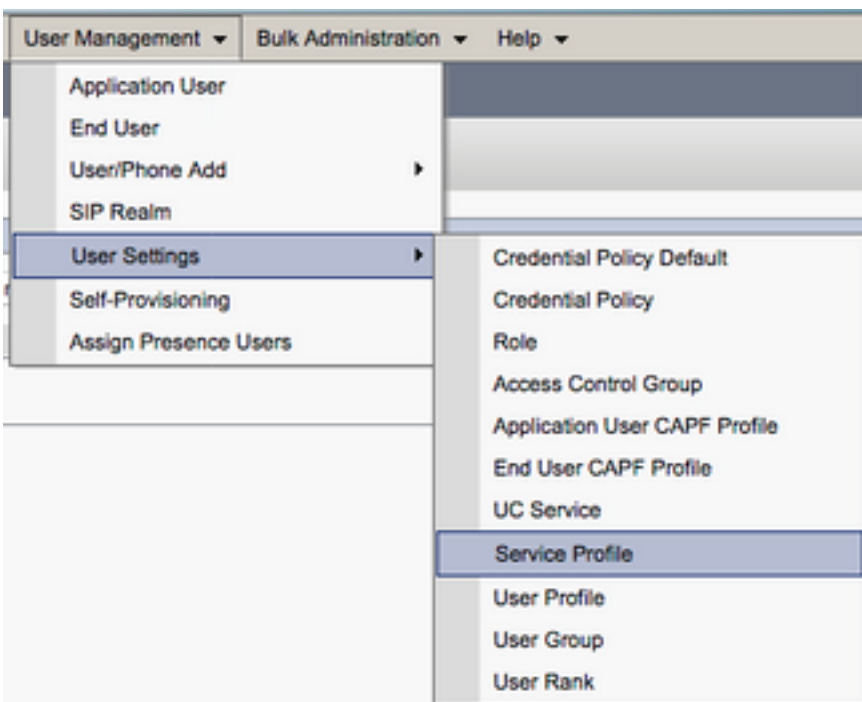 User Management Bulk Administration Help
Application User
End User
User/Phone Add
SIP Realm
User Settings
Self-Provisioning
Assign Presence Users
Credential Policy Default
Credential Policy
Role
Access Control Group
Application User CAPF Profile
End User CAPF Profile
UC Service
Service Profile
User Profile
User Group
User Rank